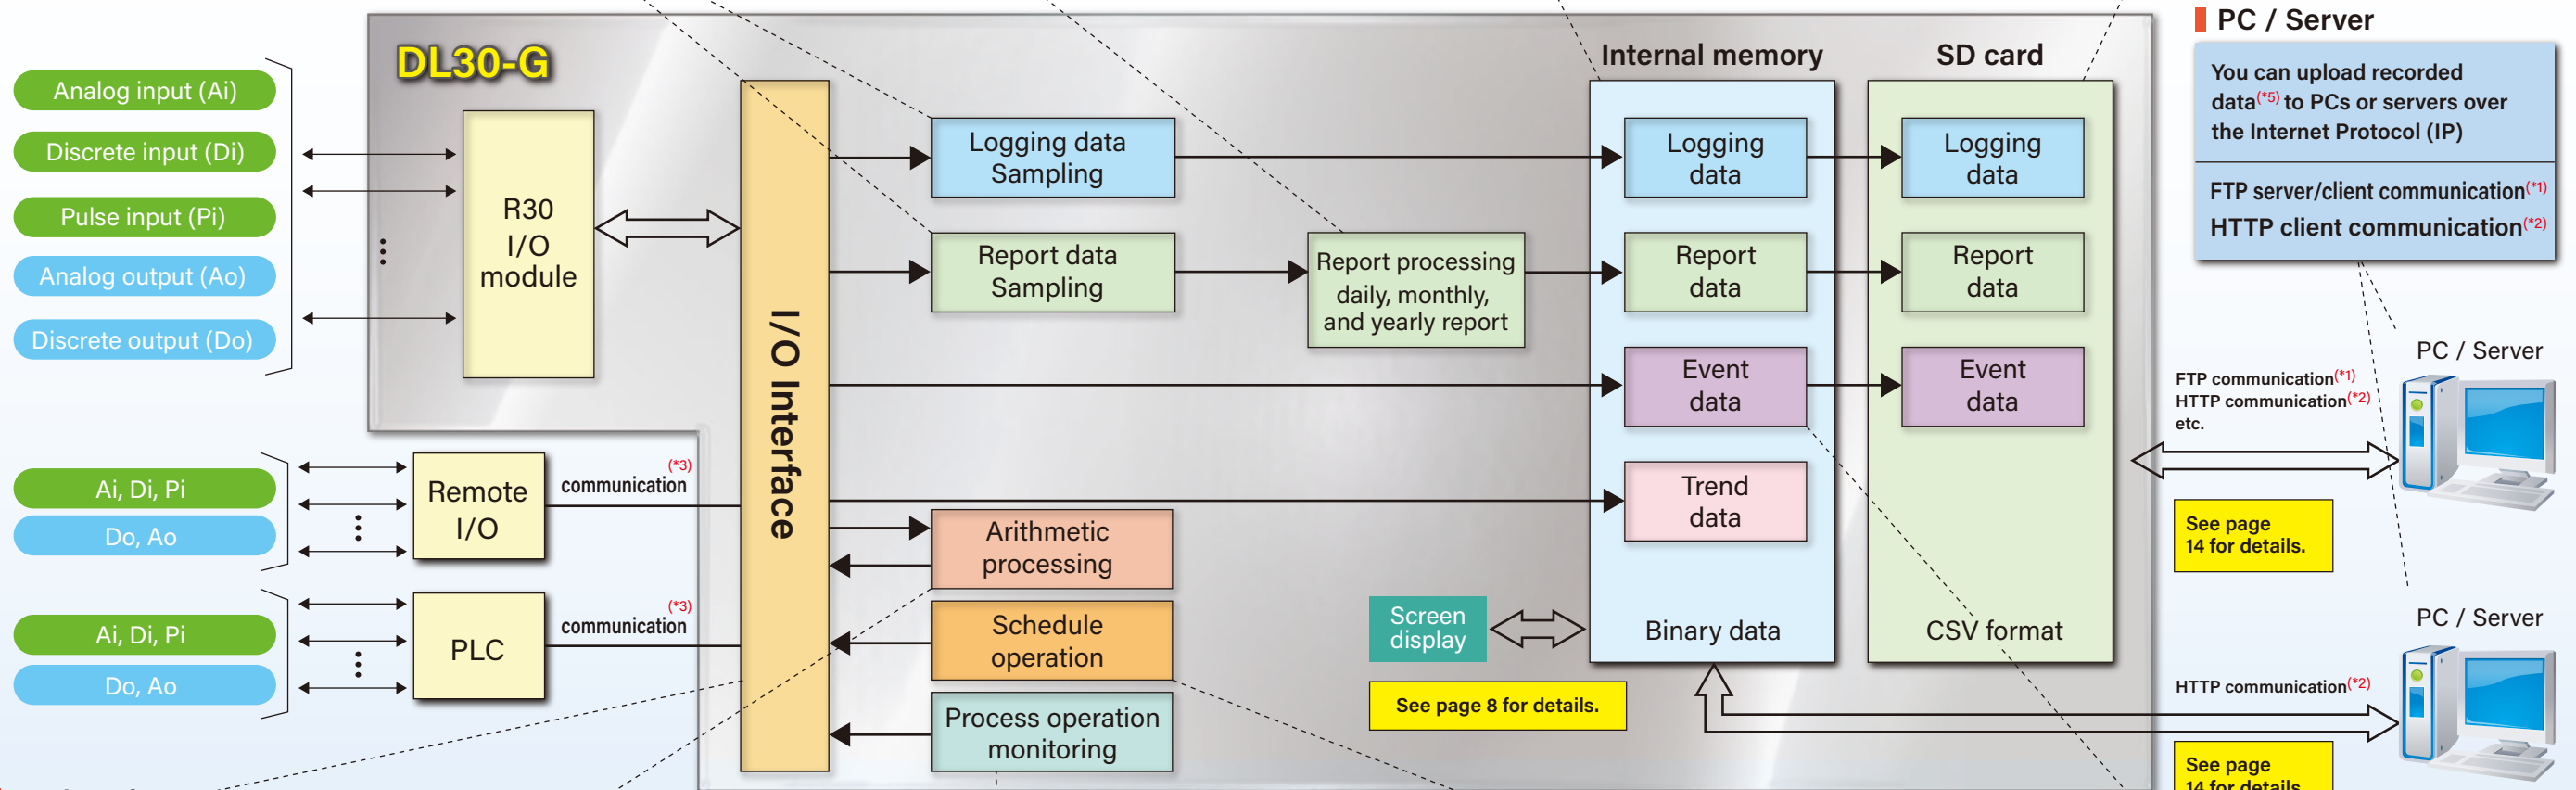 DL30-G
Analog input (Ai)
Discrete input (Di)
Pulse input (Pi)
Analog output (Ao)
Discrete output (Do)
R30
I/O
module
I/O Interface
Logging data
Sampling
Report data
Sampling
Report processing
daily, monthly,
and yearly report
Internal memory
Logging
data
Report
data
Event
data
Trend
data
Binary data
SD card
Logging
data
Report
data
Event
data
CSV format
Ai, Di, Pi
Do, Ao
Remote
I/O
(*3)
communication
Ai, Di, Pi
Do, Ao
PLC
(*3)
communication
Arithmetic
processing
Schedule
operation
Process operation
monitoring
Screen
display
See page 8 for details.
PC / Server
You can upload recorded
data(*5) to PCs or servers over
the Internet Protocol (IP)
FTP server/client communication(*1)
HTTP client communication(*2)
PC / Server
FTP communication(*1)
HTTP communication(*2)
etc.
See page
14 for details.
PC / Server
HTTP communication(*2)
See page
14 for details.